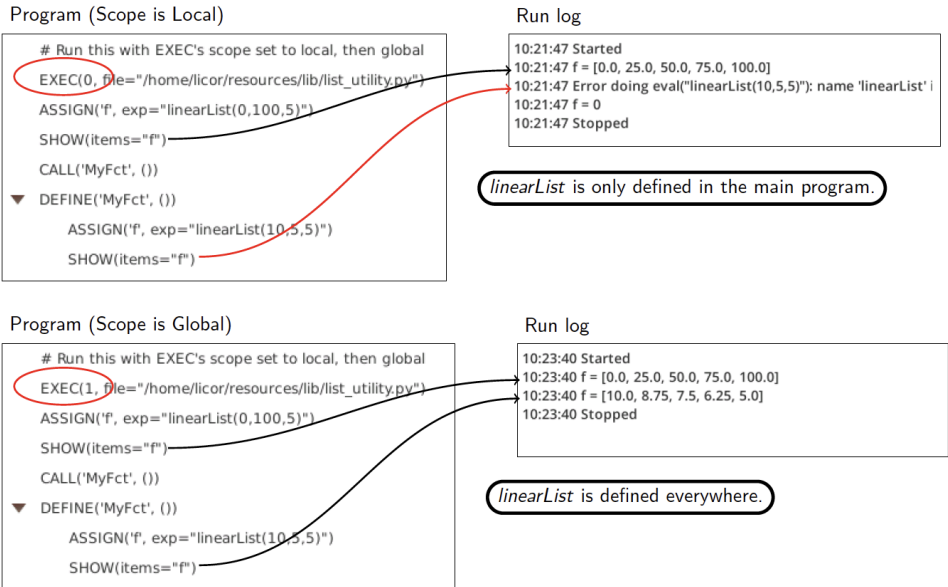 Program (Scope is Local)
# Run this with EXEC's scope set to local, then global
EXEC(0, file="/home/licor/resources/lib/list_utility.py")
ASSIGN('f', exp="linearList(0,100,5)")
SHOW(items="f")
CALL('MyFct', ())
DEFINE('MyFct', ())
ASSIGN('f', exp="linearList(10,5,5)")
SHOW(items="f")
Run log
10:21:47 Started
10:21:47 f = [0.0, 25.0, 50.0, 75.0, 100.0]
10:21:47 Error doing eval("linearList(10,5,5)"): name 'linearList' i
10:21:47 f = 0
10:21:47 Stopped
linearList is only defined in the main program.
Program (Scope is Global)
# Run this with EXEC's scope set to local, then global
EXEC(1, file="/home/licor/resources/lib/list_utility.py")
ASSIGN('f', exp="linearList(0,100,5)")
SHOW(items="f")
CALL('MyFct', ())
DEFINE('MyFct', ())
ASSIGN('f', exp="linearList(10,5,5)")
SHOW(items="f")
Run log
10:23:40 Started
10:23:40 f = [0.0, 25.0, 50.0, 75.0, 100.0]
10:23:40 f = [10.0, 8.75, 7.5, 6.25, 5.0]
10:23:40 Stopped
linearList is defined everywhere.